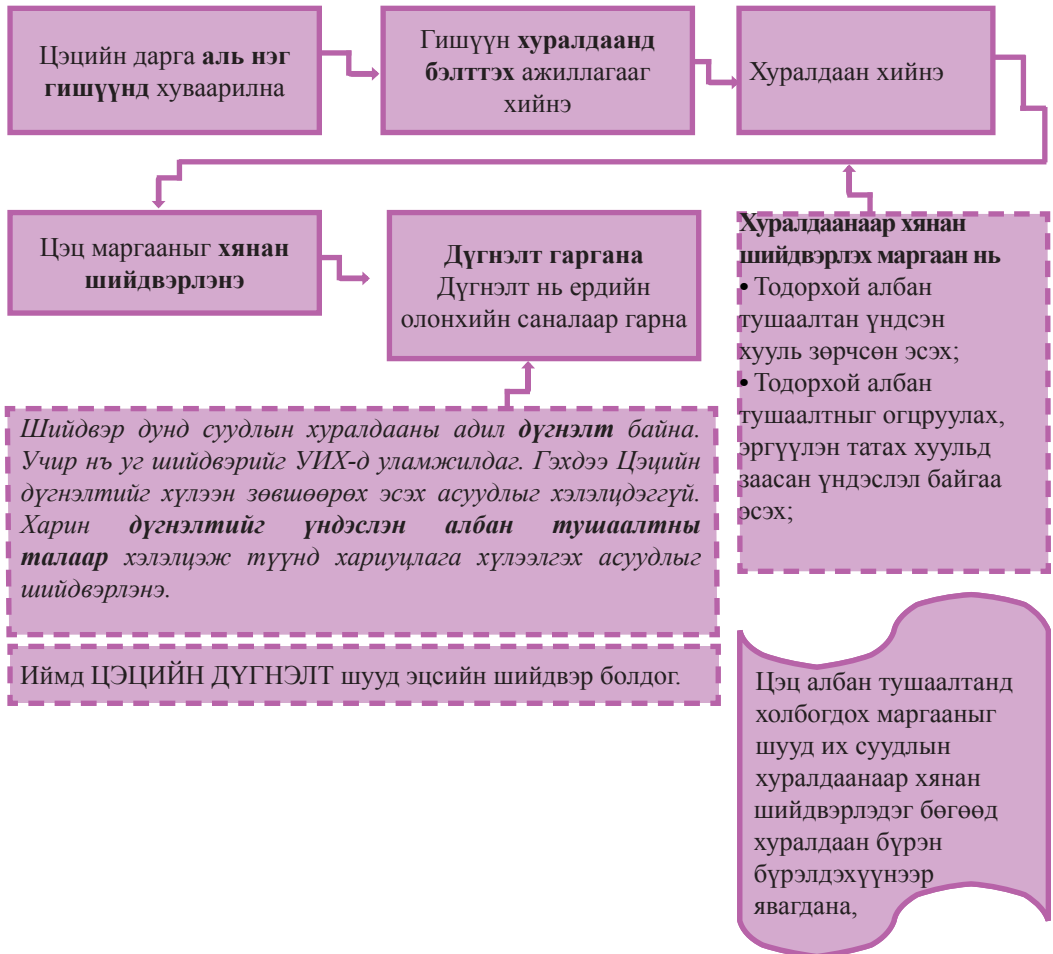 Цэцийн дарга аль нэг
гишүүнд хуваарилна
Гишүүн хуралдаанд
бэлттэх ажиллагааг
хийнэ
Хуралдаан хийнэ
Цэц маргааныг хянан
шийдвэрлэнэ
Дүгнэлт гаргана
Дүгнэлт нь ердийн
олонхийн саналаар гарна
Хуралдаанаар хянан
шийдвэрлэх маргаан нь
• Тодорхой албан
тушаалтан үндсэн
хууль зөрчсөн эсэх;
• Тодорхой албан
тушаалтныг огцруулах,
эргүүлэн татах хуульд
заасан үндэслэл байгаа
эсэх;
Шийдвэр дунд суудлын хуралдааны адил дүгнэлт байна.
Учир нъ уг шийдвэрийг УИХ-д уламжилдаг. Гэхдээ Цэцийн
дүгнэлтийг хүлээн зөвшөөрөх эсэх асуудлыг хэлэлцдэггүй.
Харин дүгнэлтийг үндэслэн албан тушаалтны
талаар хэлэлцэж түүнд хариуцлага хүлээлгэх асуудлыг
шийдвэрлэнэ.
Иймд ЦЭЦИЙН ДҮГНЭЛТ шууд эцсийн шийдвэр болдог.
Цэц албан тушаалтанд
холбогдох маргааныг
шууд их суудлын
хуралдаанаар хянан
шийдвэрлэдэг бөгөөд
хуралдаан бүрэн
бүрэлдэхүүнээр
явагдана,